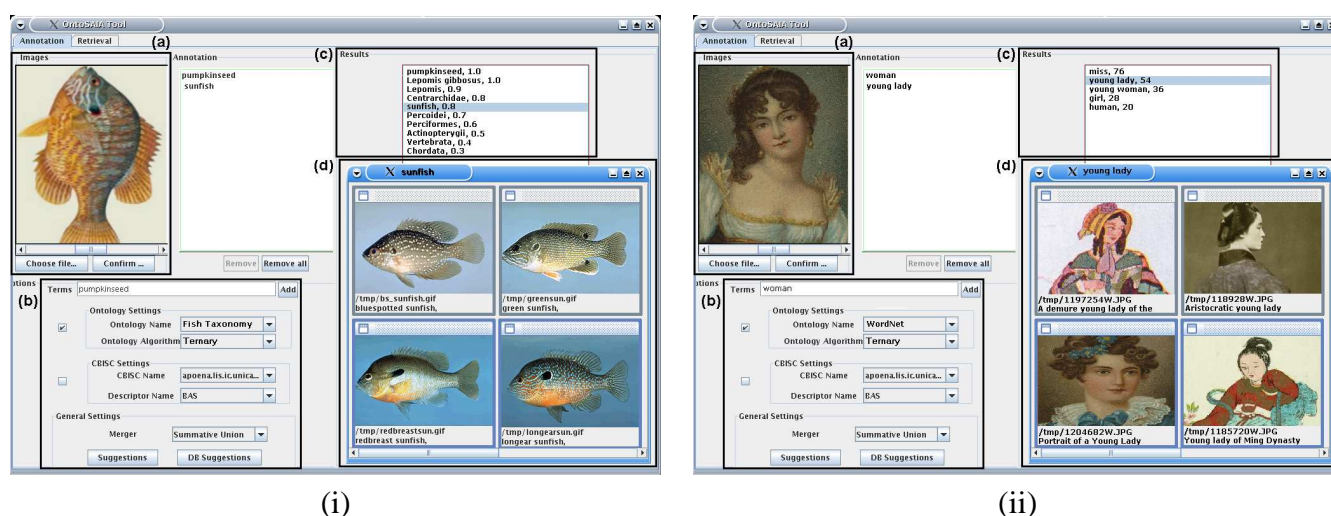 OntoSAIA Tool
Annotation Retrieval
(a)
Images
Annotation
pumpkinseed
sunfish
(c)
Results
pumpkinseed, 1.0
Lepomis gibbosus, 1.0
Lepomis, 0.9
Centrarchidae, 0.8
sunfish, 0.8
Percoidei, 0.7
Perciformes, 0.6
Actinopterygii, 0.5
Vertebrata, 0.4
Chordata, 0.3
Choose file... Confirm ...
Remove Remove all
(d)
X sunfish
/tmp/bs_sunfish.gif
bluespotted sunfish,
/tmp/greensun.gif
green sunfish,
/tmp/redbreastsun.gif
redbreast sunfish,
/tmp/longearsun.gif
longear sunfish,
ptions
(b)
Terms pumpkinseed Add
Ontology Settings
Ontology Name Fish Taxonomy
Ontology Algorithm Ternary
CBISC Settings
CBISC Name apoena.lis.ic.unica...
Descriptor Name BAS
General Settings
Merger Summative Union
Suggestions DB Suggestions
(i)
OntoSAIA Tool
Annotation Retrieval
(a)
Images
Annotation
woman
young lady
(c)
Results
miss, 76
young lady, 54
young woman, 36
girl, 28
human, 20
Choose file... Confirm ...
Remove Remove all
(d)
X young lady
/tmp/1197254W.JPG
A demure young lady of the
/tmp/118928W.JPG
Aristocratic young lady
/tmp/1204682W.JPG
Portrait of a Young Lady
/tmp/1185720W.JPG
Young lady of Ming Dynasty
ptions
(b)
Terms woman Add
Ontology Settings
Ontology Name WordNet
Ontology Algorithm Ternary
CBISC Settings
CBISC Name apoena.lis.ic.unica...
Descriptor Name BAS
General Settings
Merger Summative Union
Suggestions DB Suggestions
(ii)